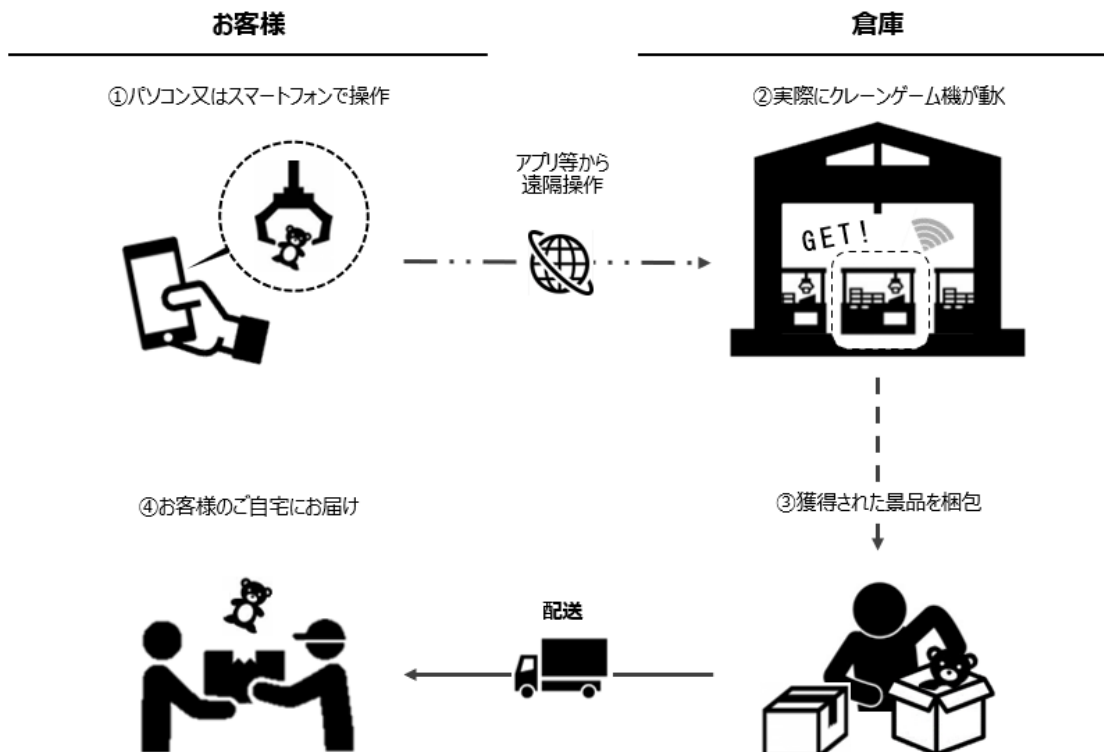 お客様
倉庫
①パソコン又はスマートフォンで操作
②実際にクレーンゲーム機が動く
アプリ等から
遠隔操作
GET!
④お客様のご自宅にお届け
③獲得された景品を梱包
配送